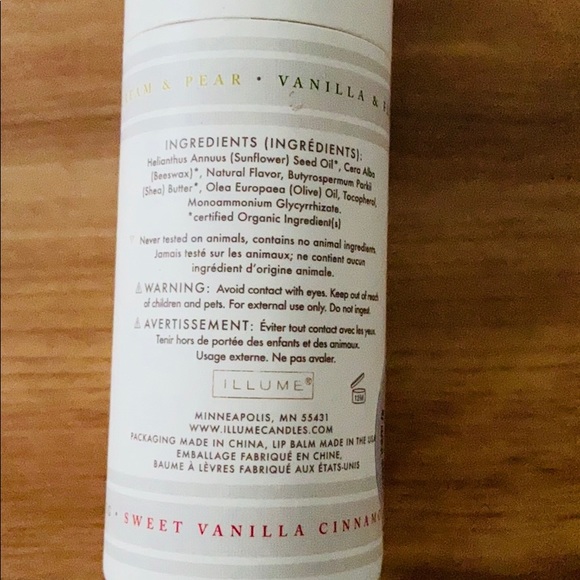 & PEAR • VANILLA &
INGREDIENTS (INGRÉDIENTS):
Helianthus Annuus (Sunflower) Seed Oil*, Cera Alba
(Beeswax)*, Natural Flavor, Butyrospermum Parkii
(Shea) Butter*, Olea Europaea (Olive) Oil, Tocopherol,
Monoammonium Glycyrrhizate.
*certified Organic Ingredient(s)
Never tested on animals, contains no animal ingredients.
Jamais testé sur les animaux; ne contient aucun
ingrédient d'origine animale.
⚠WARNING: Avoid contact with eyes. Keep out of reach
of children and pets. For external use only. Do not ingest.
⚠AVERTISSEMENT: Éviter tout contact avec les yeux.
Tenir hors de portée des enfants et des animaux.
Usage externe. Ne pas avaler.
ILLUME®
MINNEAPOLIS, MN 55431
WWW.ILLUMECANDLES.COM
PACKAGING MADE IN CHINA, LIP BALM MADE IN THE USA
EMBALLAGE FABRIQUÉ EN CHINE,
BAUME À LÈVRES FABRIQUÉ AUX ÉTATS-UNIS
• SWEET VANILLA CINNAM